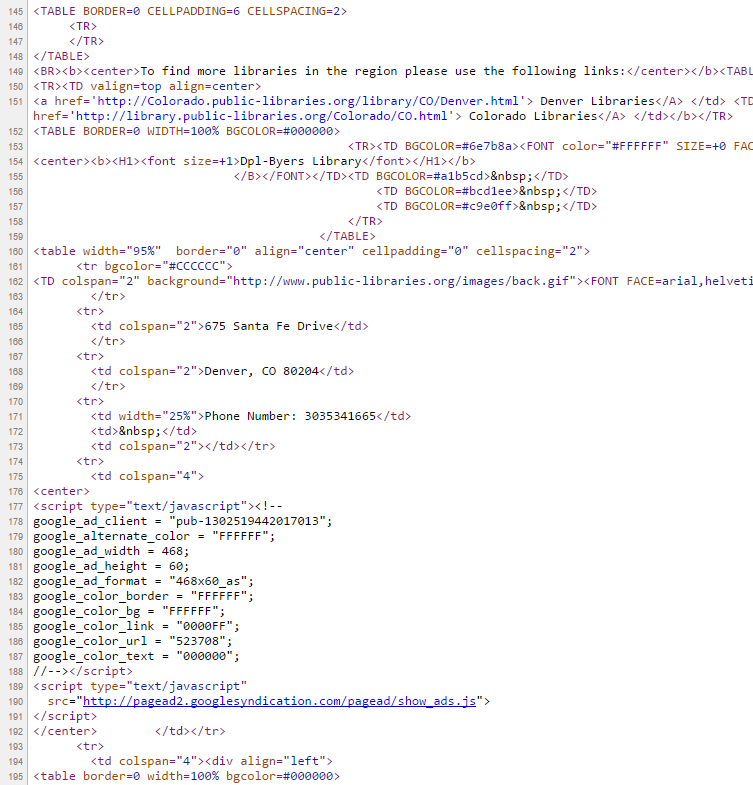 145 <TABLE BORDER=0 CELLPADDING=6 CELLSPACING=2>
146 <TR>
147 </TR>
148 </TABLE>
149 <BR><b><center>To find more libraries in the region please use the following links:</center></b><TABL
150 <TR><TD valign=top align=center>
151 <a href='http://Colorado.public-libraries.org/library/CO/Denver.html'> Denver Libraries</A> </td> <TD
href='http://library.public-libraries.org/Colorado/CO.html'> Colorado Libraries</A> </td></b></TR>
152 <TABLE BORDER=0 WIDTH=100% BGCOLOR=#000000>
153 <TR><TD BGCOLOR=#6e7b8a><FONT color="#FFFFFF" SIZE=+0 FAC
154 <center><b><H1><font size=+1>Dpl-Byers Library</font></H1></b>
155 </B></FONT></TD><TD BGCOLOR=#a1b5cd>&nbsp;</TD>
156 <TD BGCOLOR=#bcd1ee>&nbsp;</TD>
157 <TD BGCOLOR=#c9e0ff>&nbsp;</TD>
158 </TR>
159 </TABLE>
160 <table width="95%"  border="0" align="center" cellpadding="0" cellspacing="2">
161 <tr bgcolor="#CCCCCC">
162 <TD colspan="2" background="http://www.public-libraries.org/images/back.gif"><FONT FACE=arial,helveti
163 </tr>
164 <tr>
165 <td colspan="2">675 Santa Fe Drive</td>
166 </tr>
167 <tr>
168 <td colspan="2">Denver, CO 80204</td>
169 </tr>
170 <tr>
171 <td width="25%">Phone Number: 3035341665</td>
172 <td>&nbsp;</td>
173 <td colspan="2"></td></tr>
174 <tr>
175 <td colspan="4">
176 <center>
177 <script type="text/javascript"><!--
178 google_ad_client = "pub-1302519442017013";
179 google_alternate_color = "FFFFFF";
180 google_ad_width = 468;
181 google_ad_height = 60;
182 google_ad_format = "468x60_as";
183 google_color_border = "FFFFFF";
184 google_color_bg = "FFFFFF";
185 google_color_link = "0000FF";
186 google_color_url = "523708";
187 google_color_text = "000000";
188 //--></script>
189 <script type="text/javascript"
190 src="http://pagead2.googlesyndication.com/pagead/show_ads.js">
191 </script>
192 </center> </td></tr>
193 <tr>
194 <td colspan="4"><div align="left">
195 <table border=0 width=100% bgcolor=#000000>